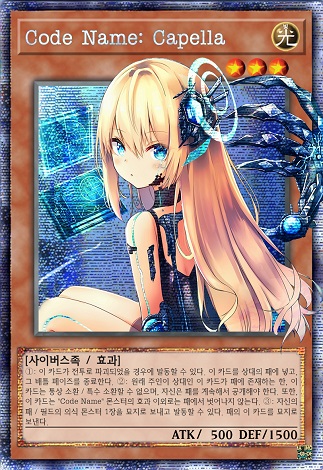 Code Name: Capella
光
[사이버스족 / 효과]
①: 이 카드가 전투로 파괴되었을 경우에 발동할 수 있다. 이 카드를 상대의 패에 넣고,
그 배틀 페이즈를 종료한다. ②: 원래 주인이 상대인 이 카드가 패에 존재하는 한, 이
카드는 통상 소환 / 특수 소환할 수 없으며, 자신은 패를 계속해서 공개해야 한다. 또한, 이
카드는 "Code Name" 몬스터의 효과 이외로는 패에서 벗어나지 않는다. ③: 자신의
패 / 필드의 의식 몬스터 1장을 묘지로 보내고 발동할 수 있다. 패의 이 카드를 묘지로
보낸다.
ATK/ 500 DEF/1500